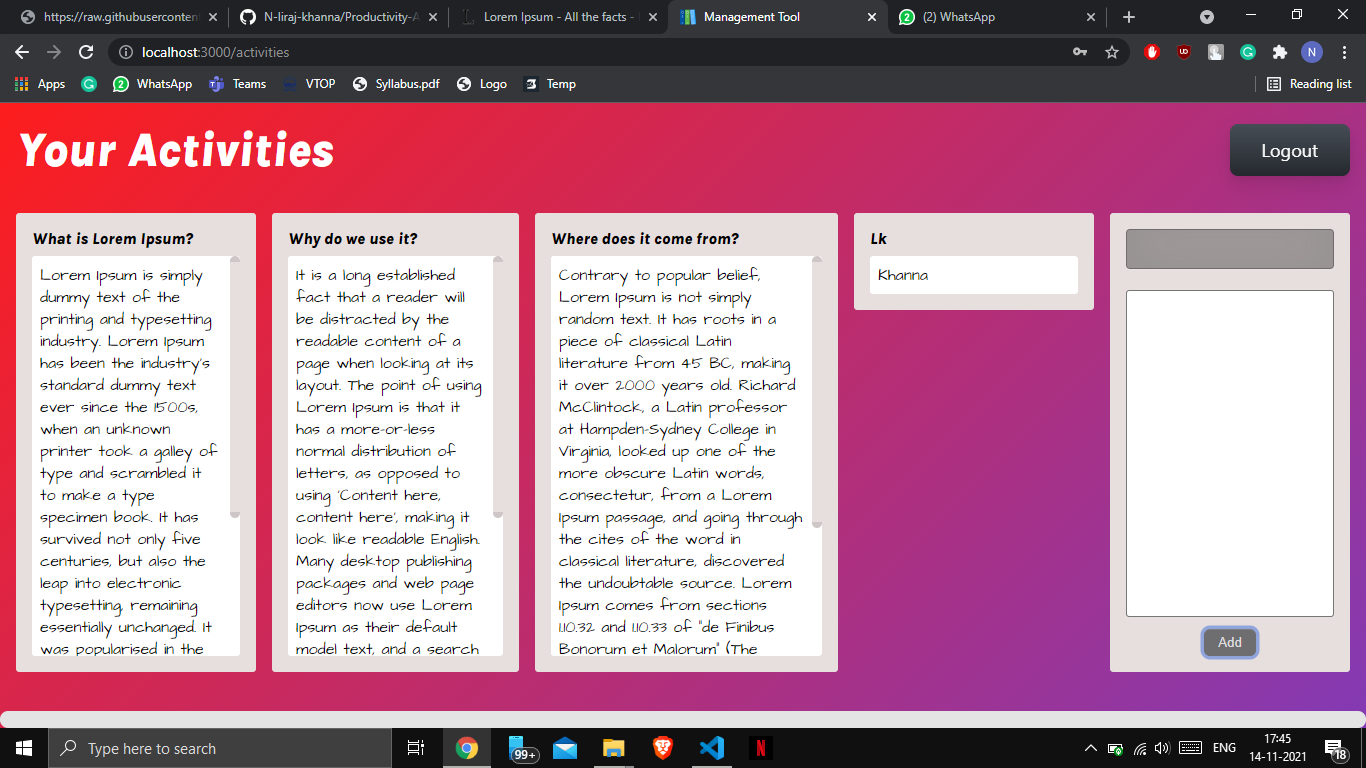 https://raw.githubusercontent
N-liraj-khanna/Productivity-A
Lorem Ipsum - All the facts -
Management Tool
(2) WhatsApp
localhost:3000/activities
N
Apps
2
WhatsApp
Teams
VTOP
Syllabus.pdf
Logo
Temp
Reading list
Your Activities
Logout
What is Lorem Ipsum?
Lorem Ipsum is simply
dummy text of the
printing and typesetting
industry. Lorem Ipsum
has been the industry's
standard dummy text
ever since the 1500s,
when an unknown
printer took a galley of
type and scrambled it
to make a type
specimen book. It has
survived not only five
centuries, but also the
leap into electronic
typesetting, remaining
essentially unchanged. It
was popularised in the
Why do we use it?
It is a long established
fact that a reader will
be distracted by the
readable content of a
page when looking at its
layout. The point of using
Lorem Ipsum is that it
has a more-or-less
normal distribution of
letters, as opposed to
using 'Content here,
content here', making it
look like readable English.
Many desktop publishing
packages and web page
editors now use Lorem
Ipsum as their default
model text, and a search
Where does it come from?
Contrary to popular belief,
Lorem Ipsum is not simply
random text. It has roots in a
piece of classical Latin
literature from 45 BC, making
it over 2000 years old. Richard
McClintock, a Latin professor
at Hampden-Sydney College in
Virginia, looked up one of the
more obscure Latin words,
consectetur, from a Lorem
Ipsum passage, and going through
the cites of the word in
classical literature, discovered
the undoubtable source. Lorem
Ipsum comes from sections
1.10.32 and 1.10.33 of "de Finibus
Bonorum et Malorum" (The
Lk
Khanna
Add
Type here to search
99+
N
ENG
17:45
14-11-2021
18